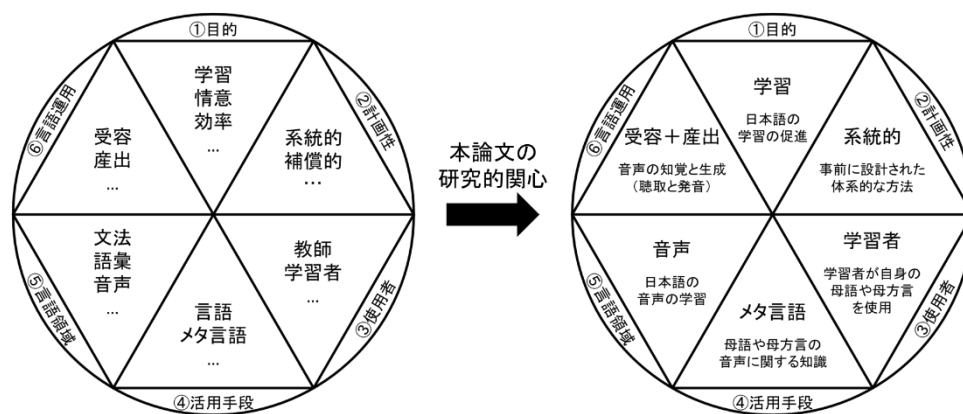 ①目的
学習
情意
効率
...
②計画性
系統的
補償的
...
③使用者
教師
学習者
...
④活用手段
言語
メタ言語
...
⑤言語領域
文法
語彙
音声
...
⑥言語運用
受容
産出
...
本論文の
研究的関心
①目的
学習
日本語の
学習の促進
②計画性
系統的
事前に設計された
体系的な方法
③使用者
学習者
学習者が自身の
母語や母方言
を使用
④活用手段
メタ言語
母語や母方言の
音声に関する知識
⑤言語領域
音声
日本語の
音声の学習
⑥言語運用
受容＋産出
音声の知覚と生成
（聴取と発音）